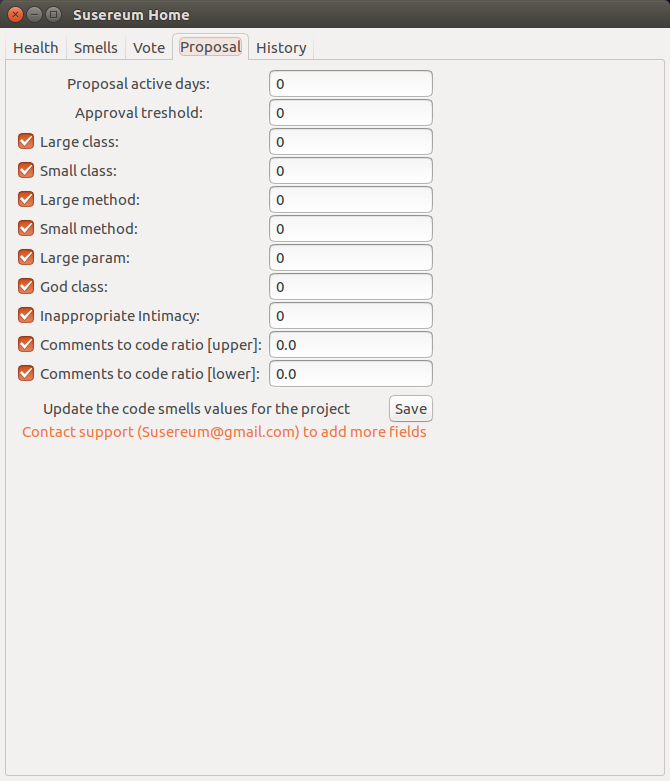 Susereum Home
Health Smells Vote Proposal History
Proposal active days: 0
Approval treshold: 0
Large class: 0
Small class: 0
Large method: 0
Small method: 0
Large param: 0
God class: 0
Inappropriate Intimacy: 0
Comments to code ratio [upper]: 0.0
Comments to code ratio [lower]: 0.0
Update the code smells values for the project Save
Contact support (Susereum@gmail.com) to add more fields